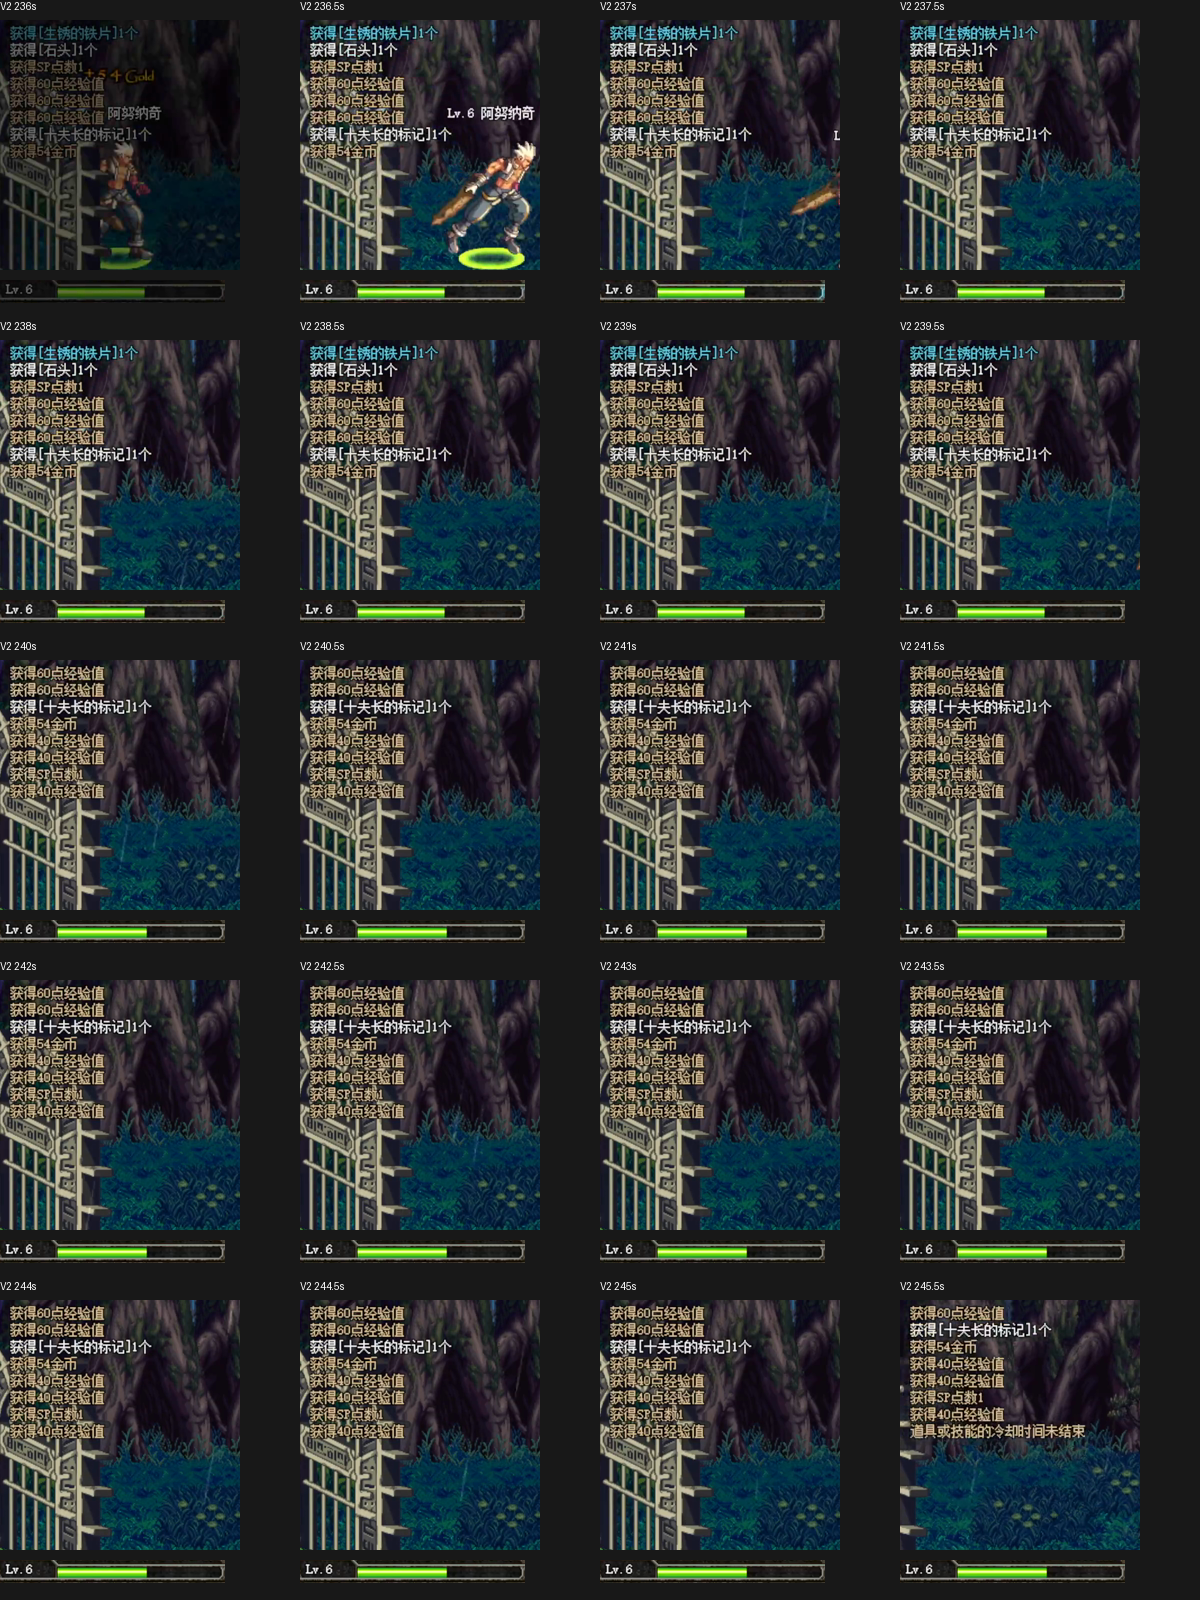 V2 236s
获得[生锈的铁片]1个
获得[石头]1个
获得SP点数1
+54 Gold
获得60点经验值
获得60点经验值
获得60点经验值
阿努纳奇
获得[十夫长的标记]1个
获得54金币
Lv.6
V2 236.5s
获得[生锈的铁片]1个
获得[石头]1个
获得SP点数1
获得60点经验值
获得60点经验值
获得60点经验值
Lv.6 阿努纳奇
获得[十夫长的标记]1个
获得54金币
Lv.6
V2 237s
获得[生锈的铁片]1个
获得[石头]1个
获得SP点数1
获得60点经验值
获得60点经验值
获得60点经验值
获得[十夫长的标记]1个
L
获得54金币
Lv.6
V2 237.5s
获得[生锈的铁片]1个
获得[石头]1个
获得SP点数1
获得60点经验值
获得60点经验值
获得60点经验值
获得[十夫长的标记]1个
获得54金币
Lv.6
V2 238s
获得[生锈的铁片]1个
获得[石头]1个
获得SP点数1
获得60点经验值
获得60点经验值
获得60点经验值
获得[十夫长的标记]1个
获得54金币
Lv.6
V2 238.5s
获得[生锈的铁片]1个
获得[石头]1个
获得SP点数1
获得60点经验值
获得60点经验值
获得60点经验值
获得[十夫长的标记]1个
获得54金币
Lv.6
V2 239s
获得[生锈的铁片]1个
获得[石头]1个
获得SP点数1
获得60点经验值
获得60点经验值
获得60点经验值
获得[十夫长的标记]1个
获得54金币
Lv.6
V2 239.5s
获得[生锈的铁片]1个
获得[石头]1个
获得SP点数1
获得60点经验值
获得60点经验值
获得60点经验值
获得[十夫长的标记]1个
获得54金币
Lv.6
V2 240s
获得60点经验值
获得60点经验值
获得[十夫长的标记]1个
获得54金币
获得40点经验值
获得40点经验值
获得SP点数1
获得40点经验值
Lv.6
V2 240.5s
获得60点经验值
获得60点经验值
获得[十夫长的标记]1个
获得54金币
获得40点经验值
获得40点经验值
获得SP点数1
获得40点经验值
Lv.6
V2 241s
获得60点经验值
获得60点经验值
获得[十夫长的标记]1个
获得54金币
获得40点经验值
获得40点经验值
获得SP点数1
获得40点经验值
Lv.6
V2 241.5s
获得60点经验值
获得60点经验值
获得[十夫长的标记]1个
获得54金币
获得40点经验值
获得40点经验值
获得SP点数1
获得40点经验值
Lv.6
V2 242s
获得60点经验值
获得60点经验值
获得[十夫长的标记]1个
获得54金币
获得40点经验值
获得40点经验值
获得SP点数1
获得40点经验值
Lv.6
V2 242.5s
获得60点经验值
获得60点经验值
获得[十夫长的标记]1个
获得54金币
获得40点经验值
获得40点经验值
获得SP点数1
获得40点经验值
Lv.6
V2 243s
获得60点经验值
获得60点经验值
获得[十夫长的标记]1个
获得54金币
获得40点经验值
获得40点经验值
获得SP点数1
获得40点经验值
Lv.6
V2 243.5s
获得60点经验值
获得60点经验值
获得[十夫长的标记]1个
获得54金币
获得40点经验值
获得40点经验值
获得SP点数1
获得40点经验值
Lv.6
V2 244s
获得60点经验值
获得60点经验值
获得[十夫长的标记]1个
获得54金币
获得40点经验值
获得40点经验值
获得SP点数1
获得40点经验值
Lv.6
V2 244.5s
获得60点经验值
获得60点经验值
获得[十夫长的标记]1个
获得54金币
获得40点经验值
获得40点经验值
获得SP点数1
获得40点经验值
Lv.6
V2 245s
获得60点经验值
获得60点经验值
获得[十夫长的标记]1个
获得54金币
获得40点经验值
获得40点经验值
获得SP点数1
获得40点经验值
Lv.6
V2 245.5s
获得60点经验值
获得[十夫长的标记]1个
获得54金币
获得40点经验值
获得40点经验值
获得SP点数1
获得40点经验值
道具或技能的冷却时间未结束
Lv.6